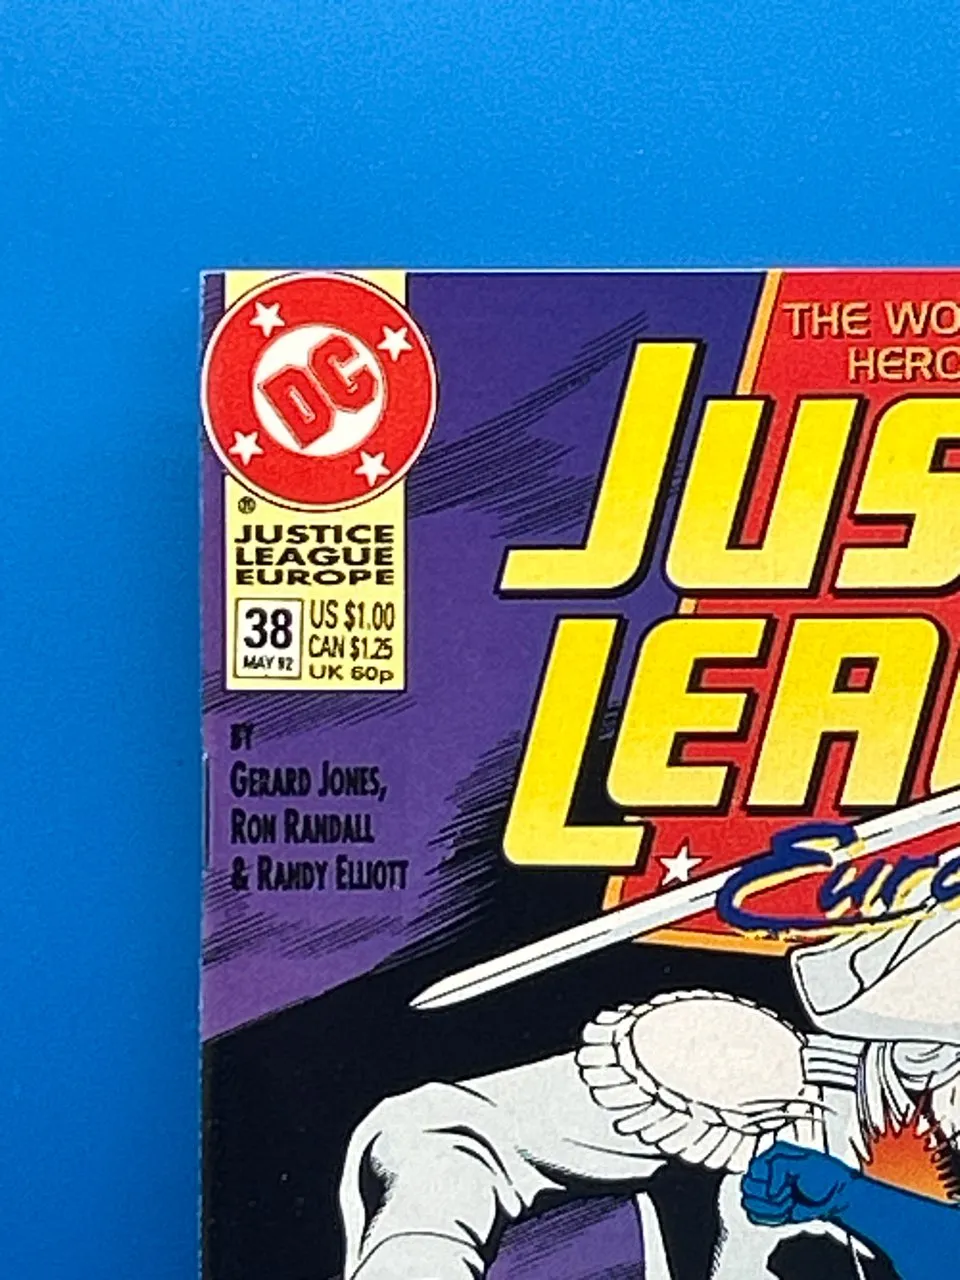 DC
®
JUSTICE
LEAGUE
EUROPE
38
MAY 92
US $1.00
CAN $1.25
UK 60p
BY
GERARD JONES,
RON RANDALL
& RANDY ELLIOTT
THE WO
HERO
JUS
LEA
Euro